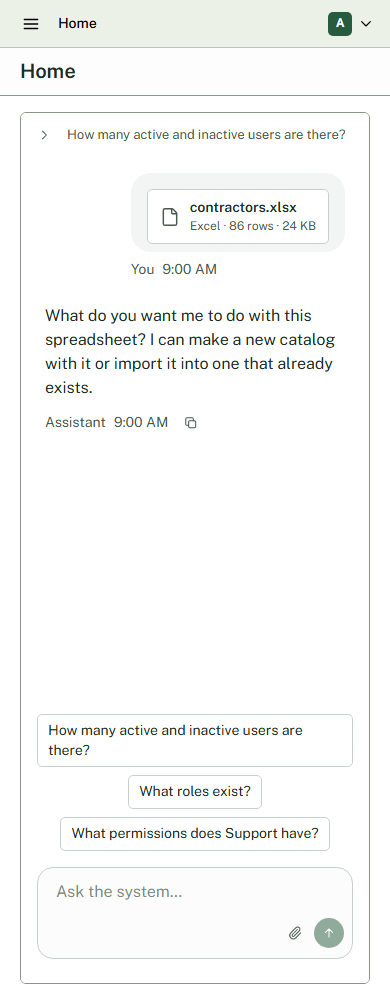 Home
A
Home
How many active and inactive users are there?
contractors.xlsx
Excel · 86 rows · 24 KB
You 9:00 AM
What do you want me to do with this
spreadsheet? I can make a new catalog
with it or import it into one that already
exists.
Assistant 9:00 AM
How many active and inactive users are
there?
What roles exist?
What permissions does Support have?
Ask the system...